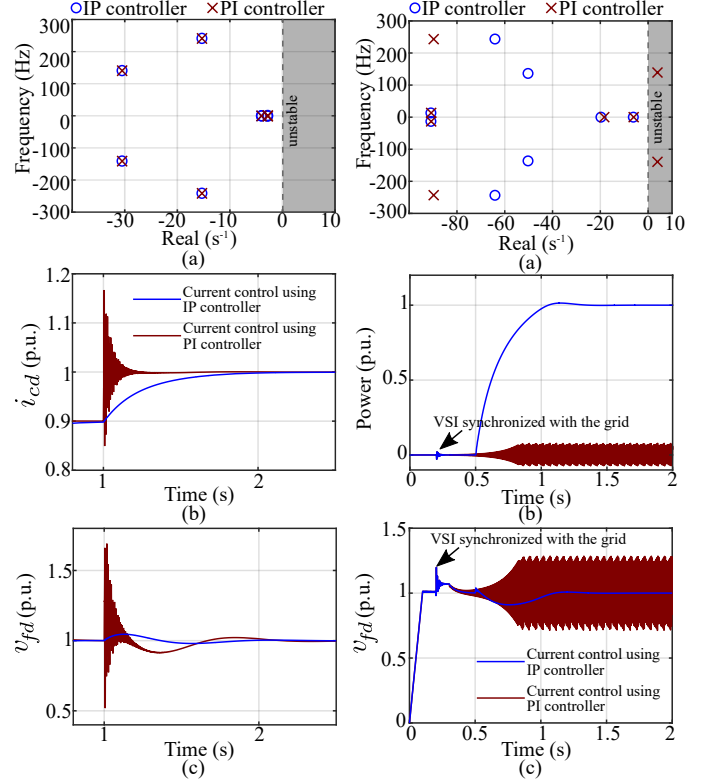 IP controller PI controller
300
200
100
0
-100
-200
-300
Frequency (Hz)
unstable
-30 -20 -10 0 10
Real (s⁻¹)
(a)
1.2
1.1
1
0.9
0.8
i_cd (p.u.)
Current control using
IP controller
Current control using
PI controller
1 2
Time (s)
(b)
1.5
1
0.5
v_fd (p.u.)
1 2
Time (s)
(c)
IP controller PI controller
300
200
100
0
-100
-200
-300
Frequency (Hz)
unstable
-80 -60 -40 -20 0 10
Real (s⁻¹)
(a)
1
0.5
0
Power (p.u.)
VSI synchronized with the grid
0 0.5 1 1.5 2
Time (s)
(b)
1.5
1
0.5
0
v_fd (p.u.)
VSI synchronized with the grid
Current control using
IP controller
Current control using
PI controller
0 0.5 1 1.5 2
Time (s)
(c)